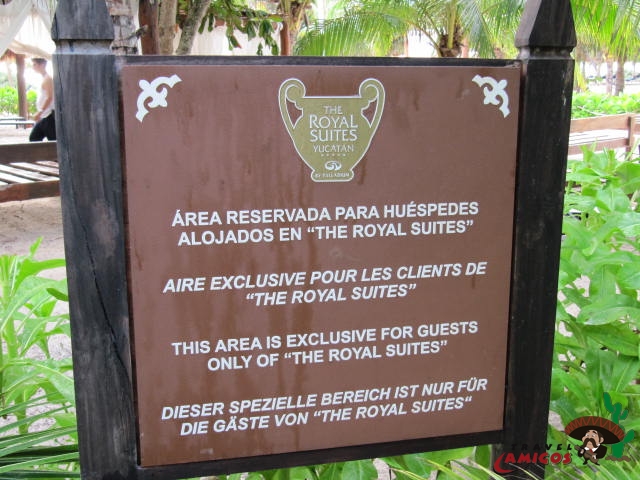 THE
ROYAL
SUITES
YUCATÁN
BY PALLADIUM
ÁREA RESERVADA PARA HUÉSPEDES
ALOJADOS EN “THE ROYAL SUITES”
AIRE EXCLUSIVE POUR LES CLIENTS DE
“THE ROYAL SUITES”
THIS AREA IS EXCLUSIVE FOR GUESTS
ONLY OF “THE ROYAL SUITES”
DIESER SPEZIELLE BEREICH IST NUR FÜR
DIE GÄSTE VON “THE ROYAL SUITES“
TRAVEL
AMIGOS